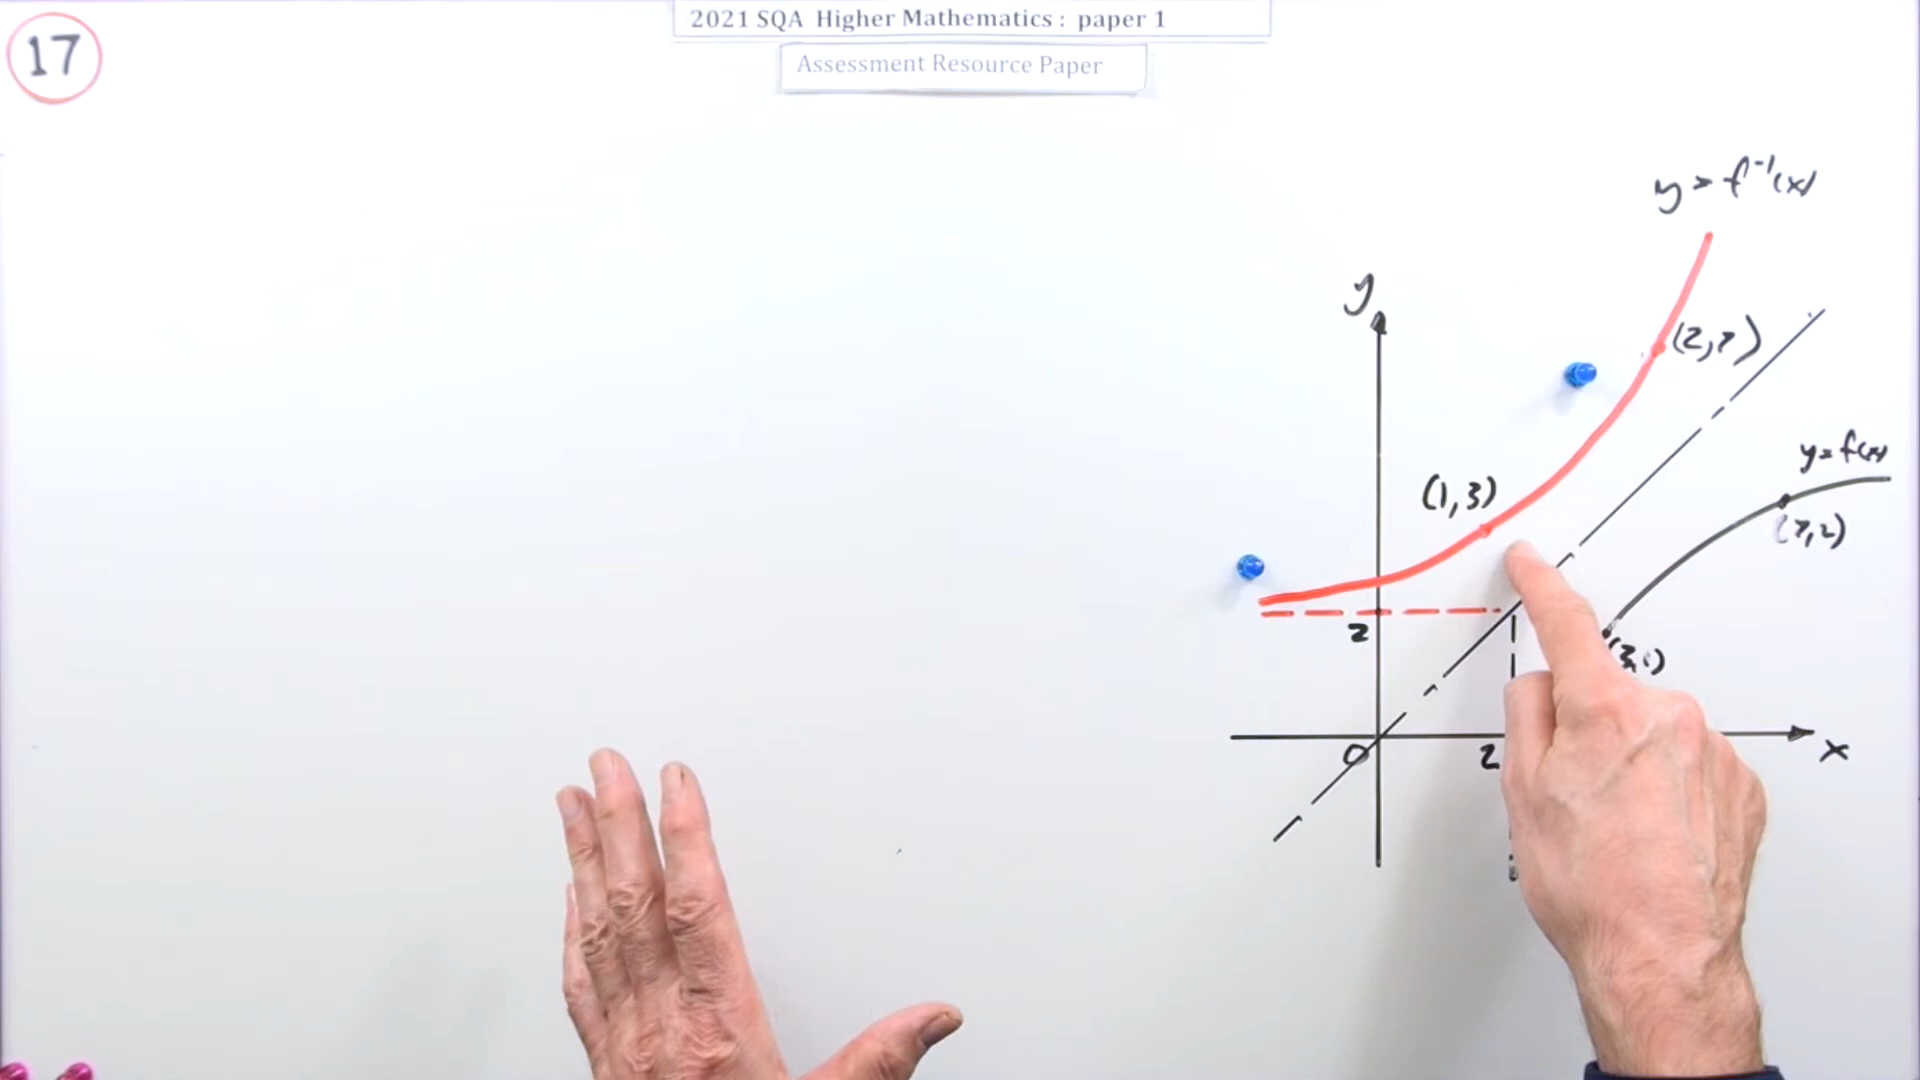 17
2021 SQA Higher Mathematics : paper 1
Assessment Resource Paper
y = f⁻¹(x)
y
(2,7)
y = f(x)
(1,3)
(7,2)
2
(3,1)
0
2
x